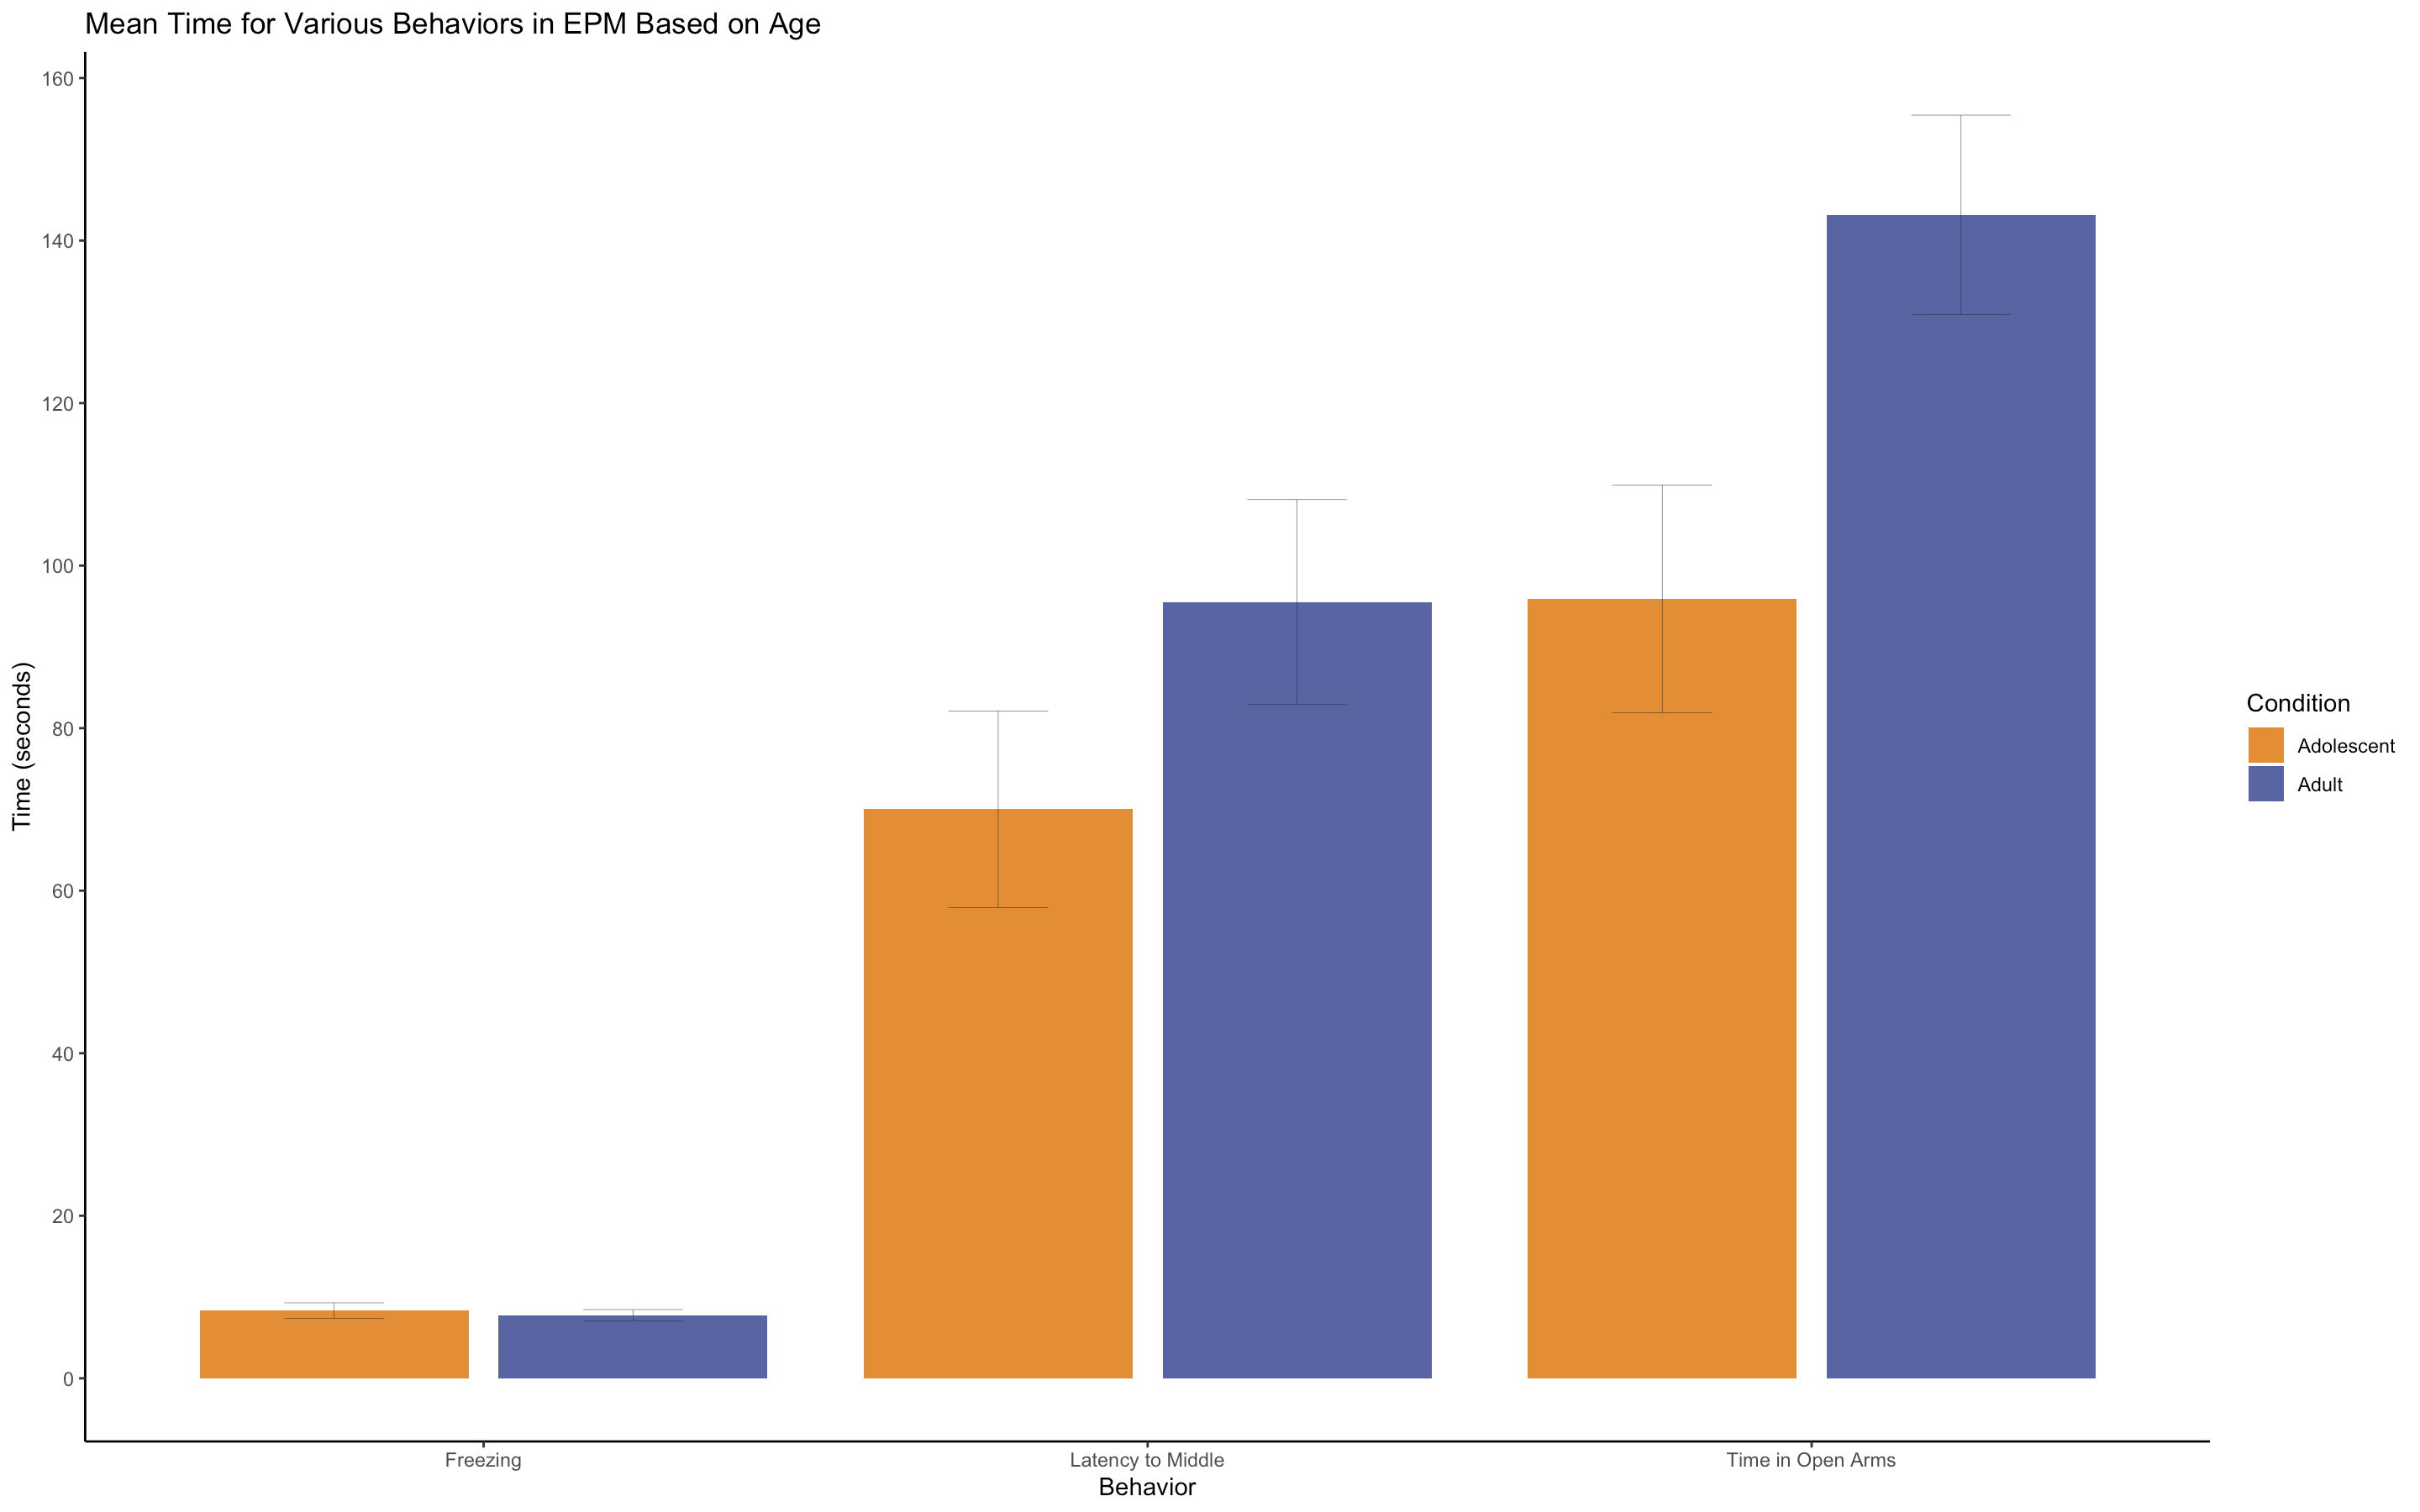 Mean Time for Various Behaviors in EPM Based on Age
160
140
120
100
80
60
40
20
0
Time (seconds)
Freezing
Latency to Middle
Time in Open Arms
Behavior
Condition
Adolescent
Adult